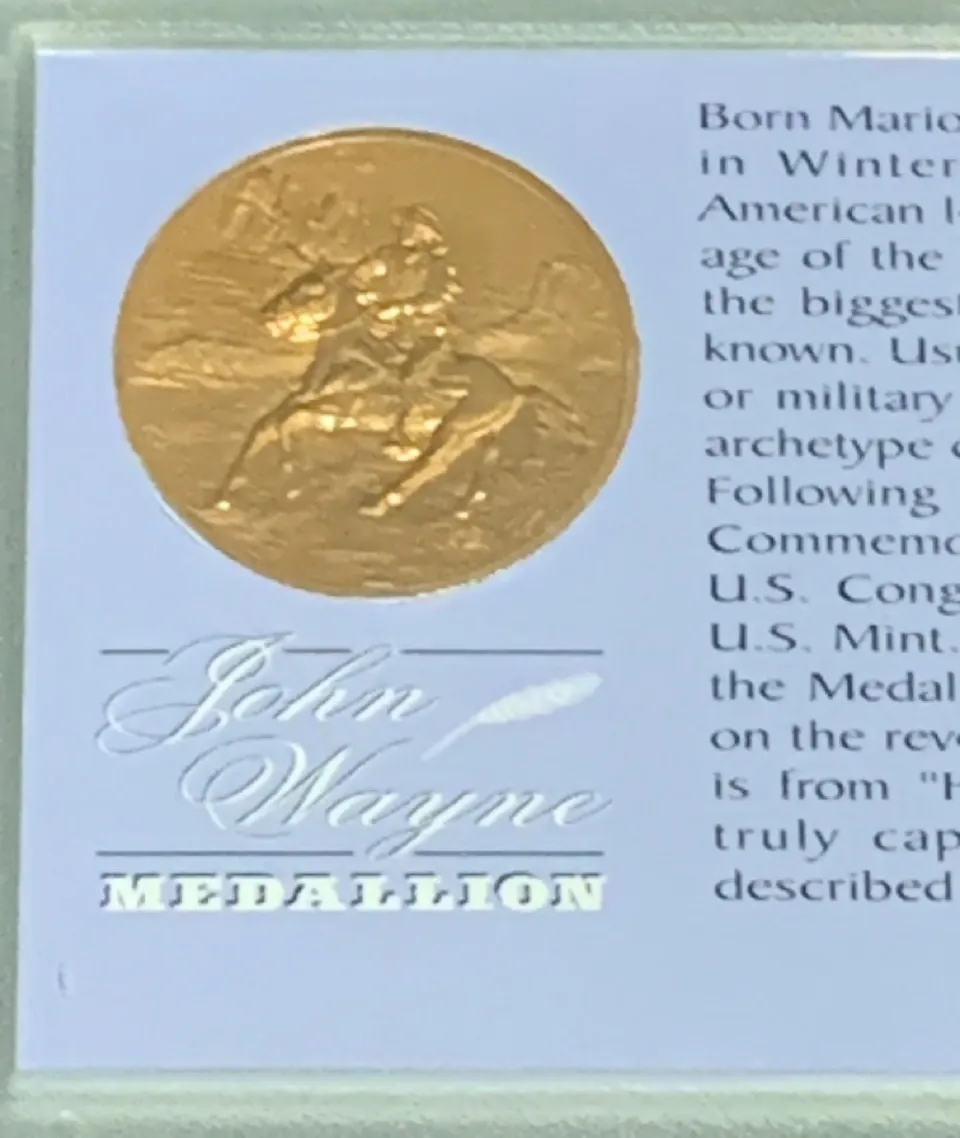 Born Mario
in Winter
American l
age of the
the biggest
known. Usu
or military
archetype
Following
Commemo
U.S. Cong
U.S. Mint.
the Medal
on the rev
is from "H
truly cap
described
John
Wayne
MEDALLION